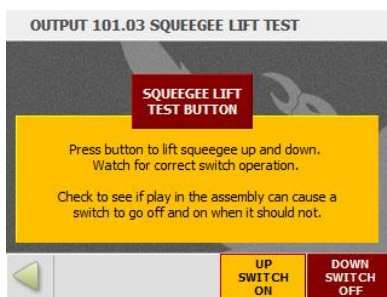 OUTPUT 101.03 SQUEEGEE LIFT TEST
SQUEEGEE LIFT
TEST BUTTON
Press button to lift squeegee up and down.
Watch for correct switch operation.
Check to see if play in the assembly can cause a
switch to go off and on when it should not.
UP
SWITCH
ON
DOWN
SWITCH
OFF